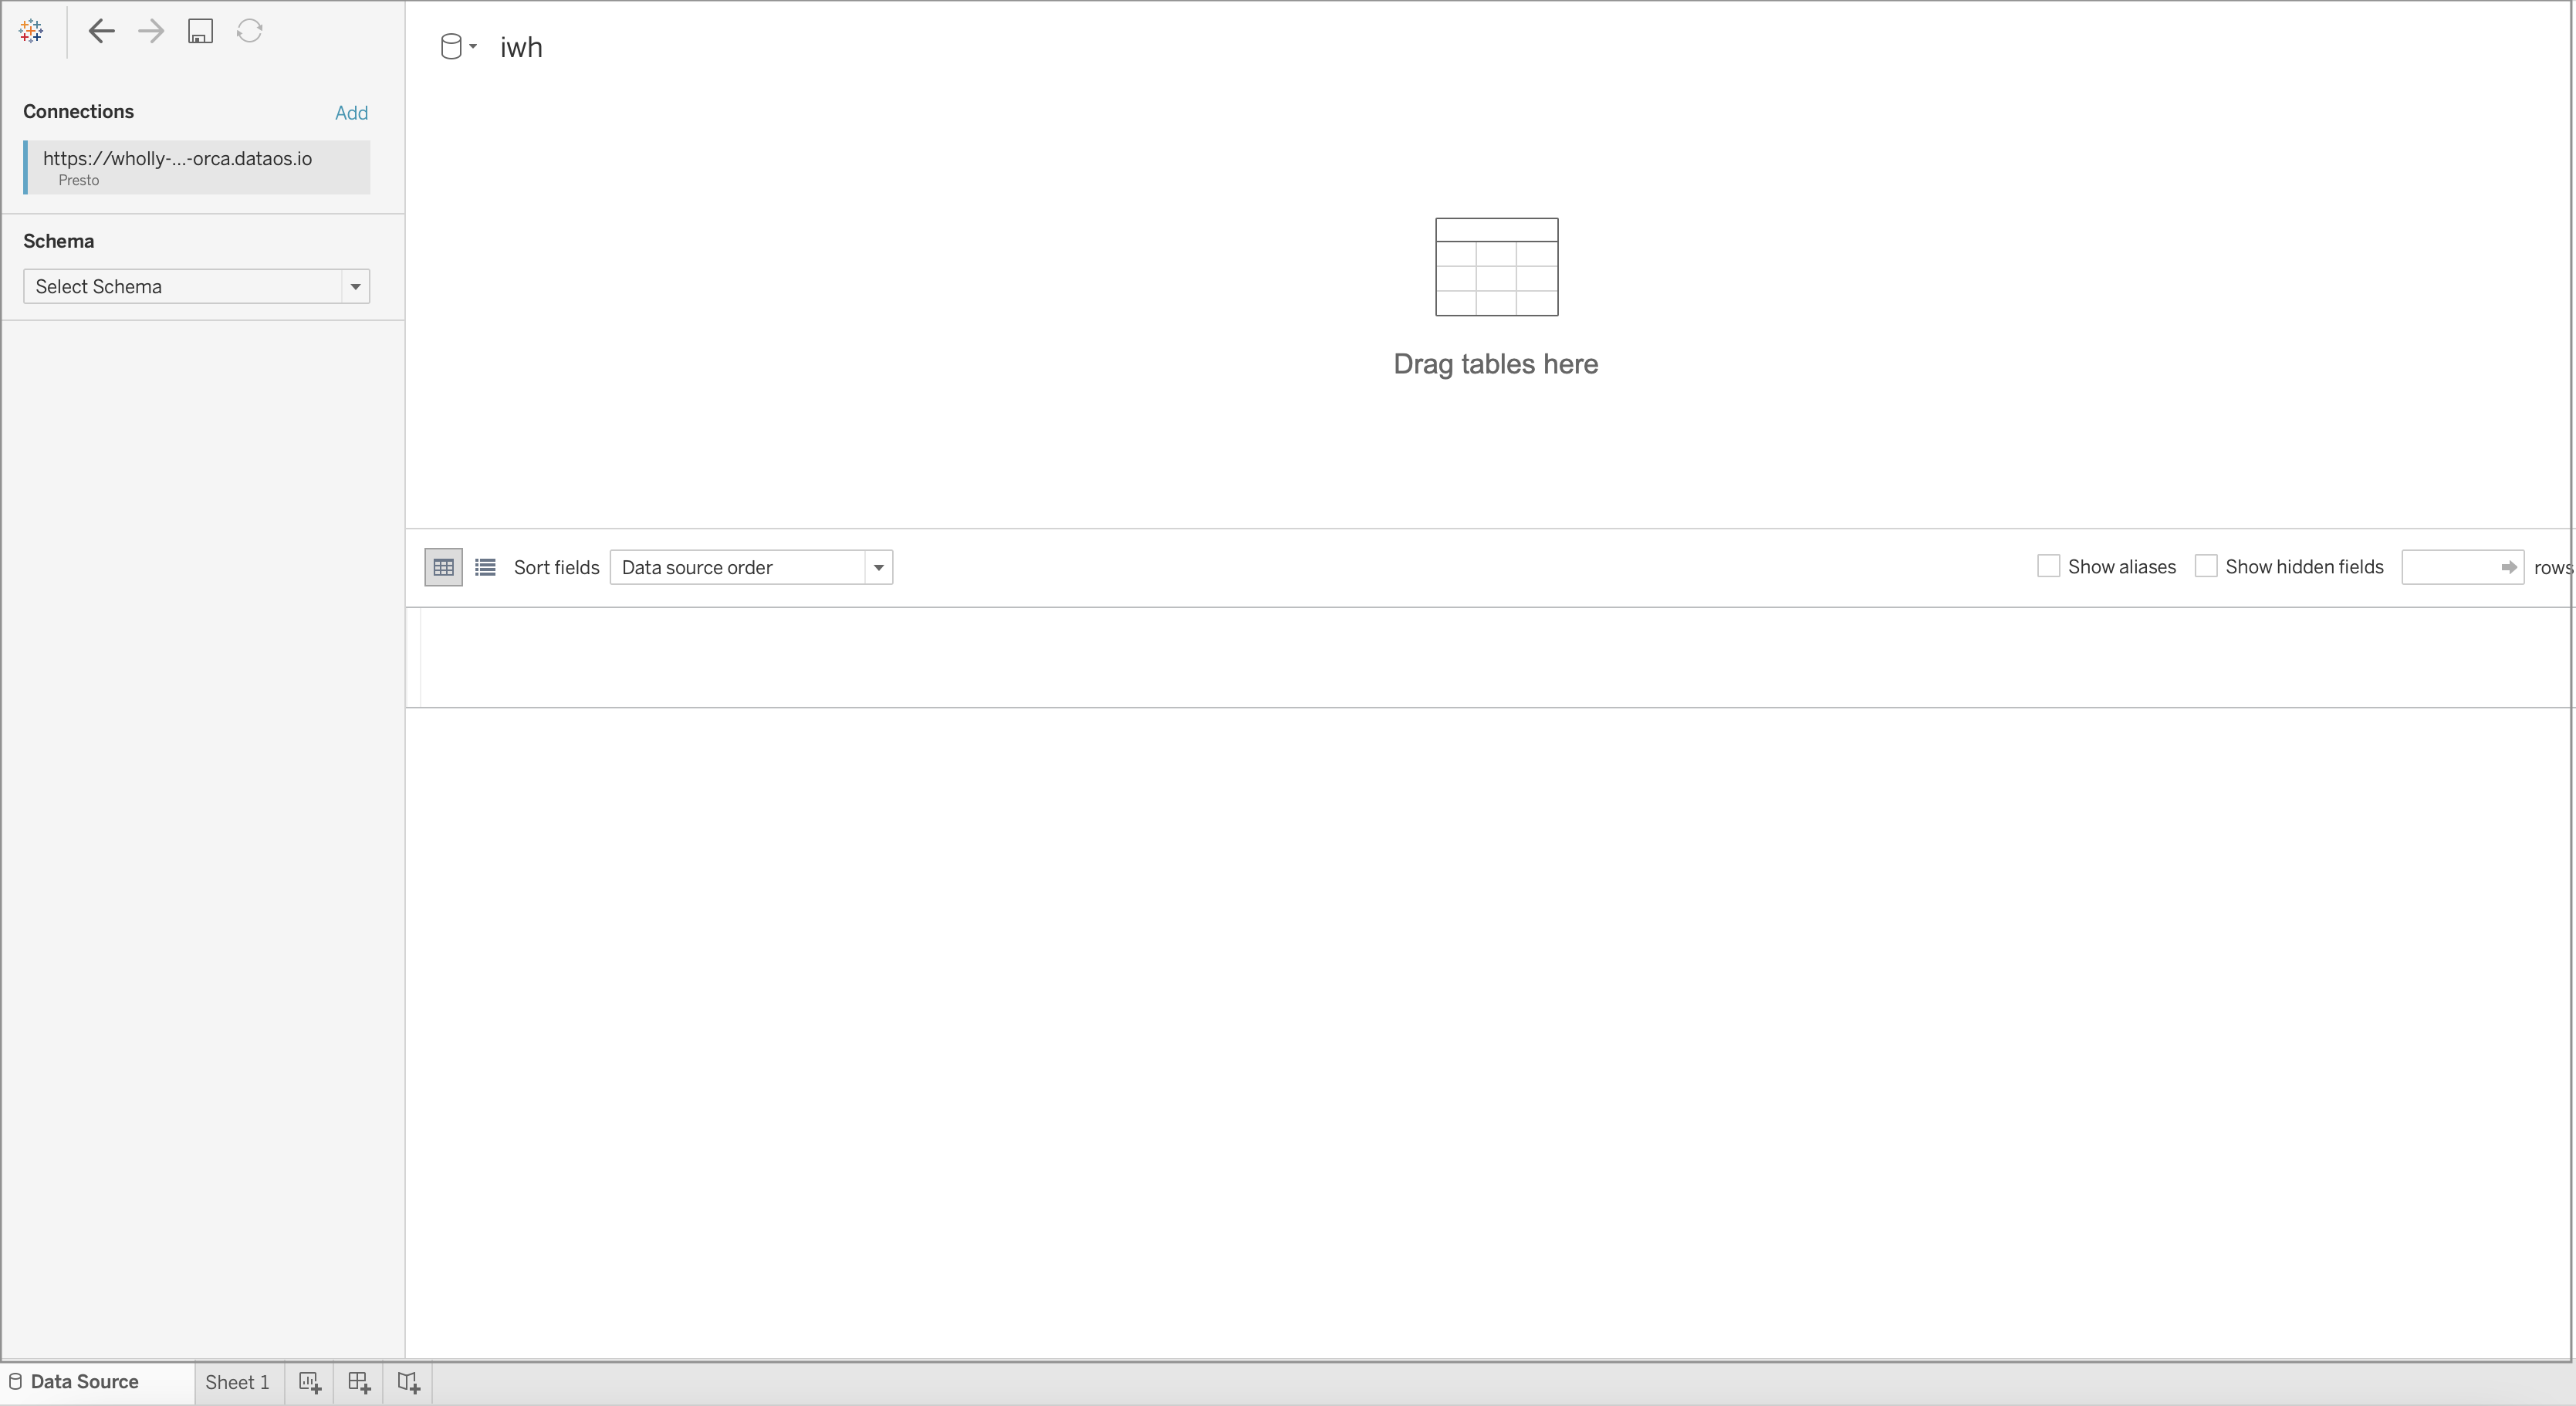 iwh
Connections
Add
https://wholly-...-orca.dataos.io
Presto
Schema
Select Schema
Drag tables here
Sort fields
Data source order
Show aliases
Show hidden fields
rows
Data Source
Sheet 1